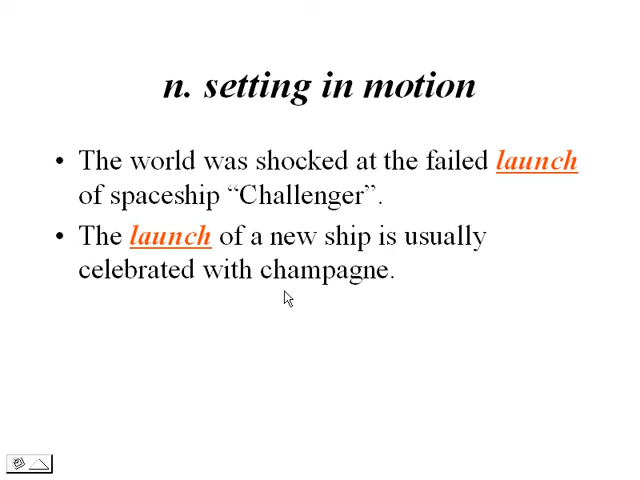 n. setting in motion
• The world was shocked at the failed launch
of spaceship “Challenger”.
• The launch of a new ship is usually
celebrated with champagne.